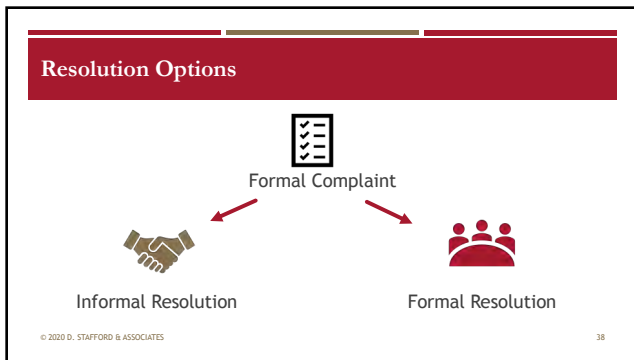 Resolution Options
Formal Complaint
Informal Resolution
Formal Resolution
© 2020 D. STAFFORD & ASSOCIATES
38